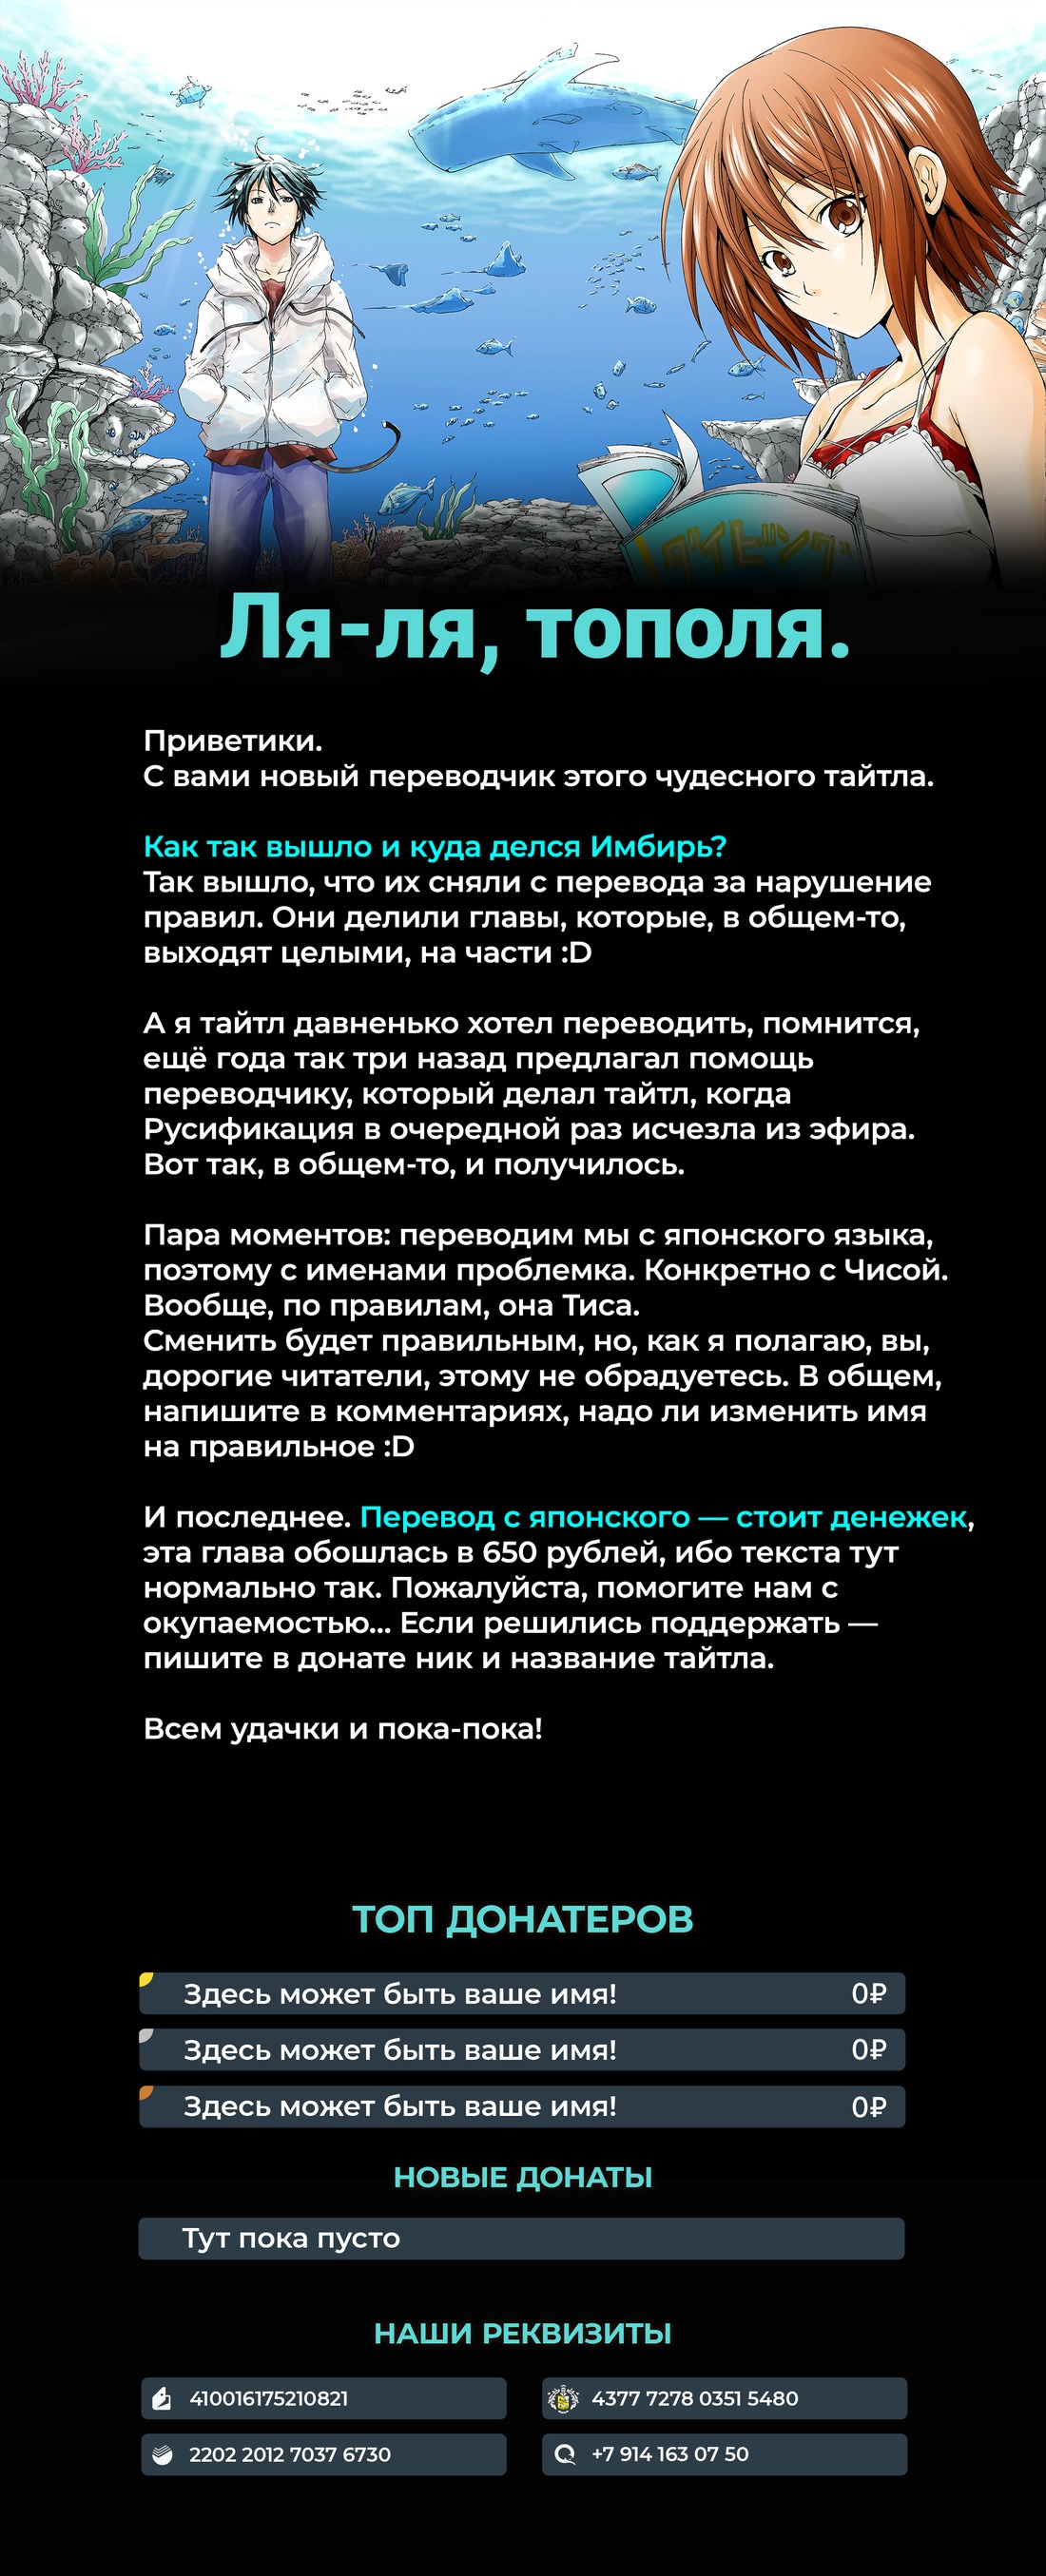 ダイビング
Ля-ля, тополя.
Приветики.
С вами новый переводчик этого чудесного тайтла.
Как так вышло и куда делся Имбирь?
Так вышло, что их сняли с перевода за нарушение
правил. Они делили главы, которые, в общем-то,
выходят целыми, на части :D
А я тайтл давненько хотел переводить, помнится,
ещё года так три назад предлагал помощь
переводчику, который делал тайтл, когда
Русификация в очередной раз исчезла из эфира.
Вот так, в общем-то, и получилось.
Пара моментов: переводим мы с японского языка,
поэтому с именами проблемка. Конкретно с Чисой.
Вообще, по правилам, она Тиса.
Сменить будет правильным, но, как я полагаю, вы,
дорогие читатели, этому не обрадуетесь. В общем,
напишите в комментариях, надо ли изменить имя
на правильное :D
И последнее. Перевод с японского — стоит денежек,
эта глава обошлась в 650 рублей, ибо текста тут
нормально так. Пожалуйста, помогите нам с
окупаемостью... Если решились поддержать —
пишите в донате ник и название тайтла.
Всем удачки и пока-пока!
ТОП ДОНАТЕРОВ
Здесь может быть ваше имя! 0₽
Здесь может быть ваше имя! 0₽
Здесь может быть ваше имя! 0₽
НОВЫЕ ДОНАТЫ
Тут пока пусто
НАШИ РЕКВИЗИТЫ
410016175210821
4377 7278 0351 5480
2202 2012 7037 6730
+7 914 163 07 50